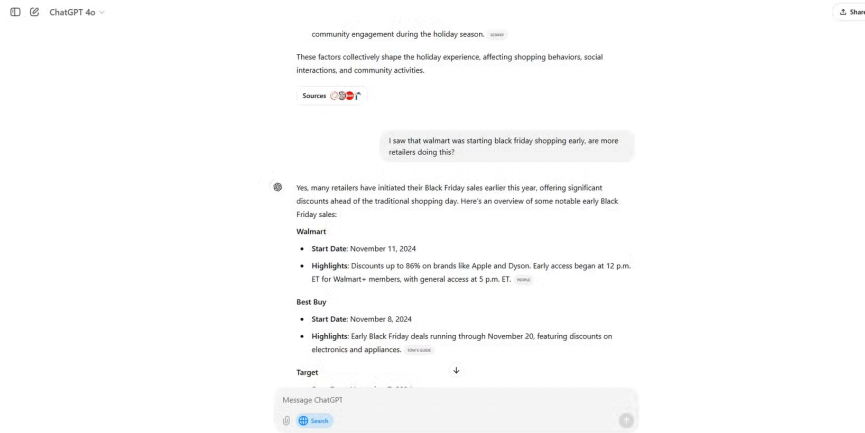 ChatGPT 4o
Share
community engagement during the holiday season.
These factors collectively shape the holiday experience, affecting shopping behaviors, social
interactions, and community activities.
Sources
I saw that walmart was starting black friday shopping early, are more
retailers doing this?
Yes, many retailers have initiated their Black Friday sales earlier this year, offering significant
discounts ahead of the traditional shopping day. Here's an overview of some notable early Black
Friday sales:
Walmart
• Start Date: November 11, 2024
• Highlights: Discounts up to 86% on brands like Apple and Dyson. Early access began at 12 p.m.
ET for Walmart+ members, with general access at 5 p.m. ET. PEOPLE
Best Buy
• Start Date: November 8, 2024
• Highlights: Early Black Friday deals running through November 20, featuring discounts on
electronics and appliances. TOM'S GUIDE
Target
Message ChatGPT
Search